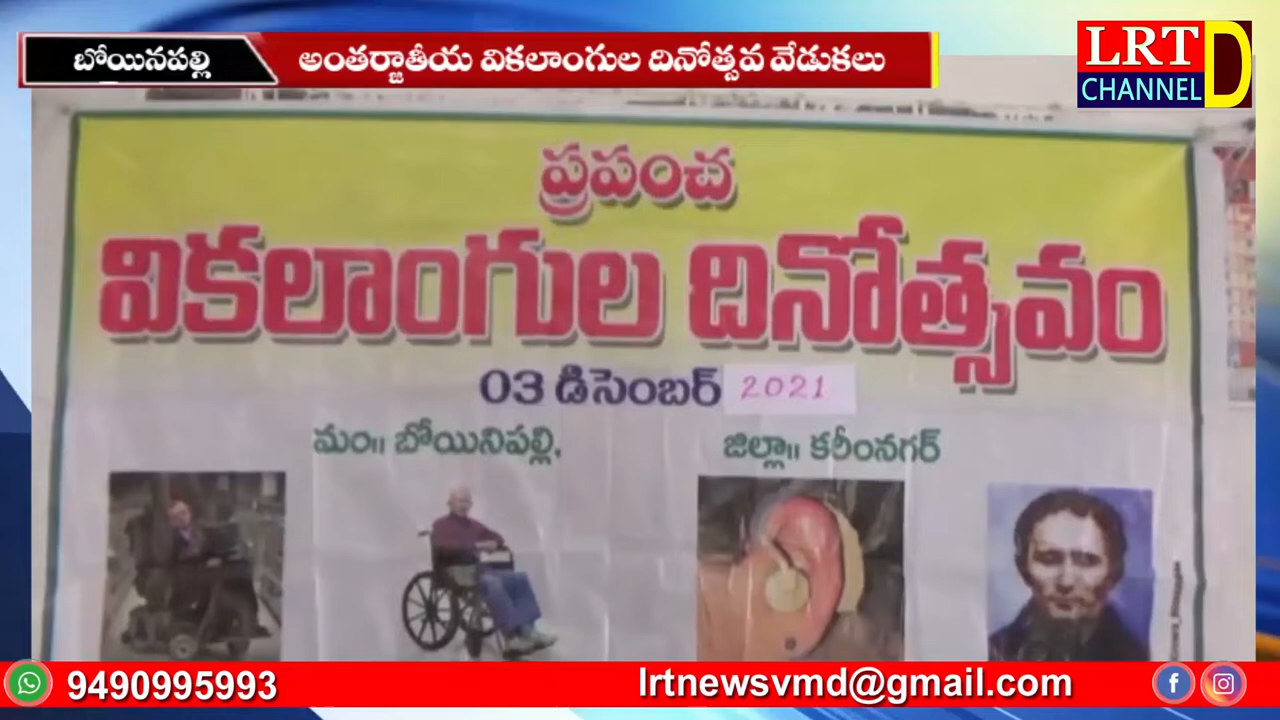 బోయినపల్లి
అంతర్జాతీయ వికలాంగుల దినోత్సవ వేడుకలు
LRT D
CHANNEL
ప్రపంచ
వికలాంగుల దినోత్సవం
03 డిసెంబర్ 2021
మం॥ బోయినిపల్లి, జిల్లా॥ కరీంనగర్
9490995993
lrtnewsvmd@gmail.com